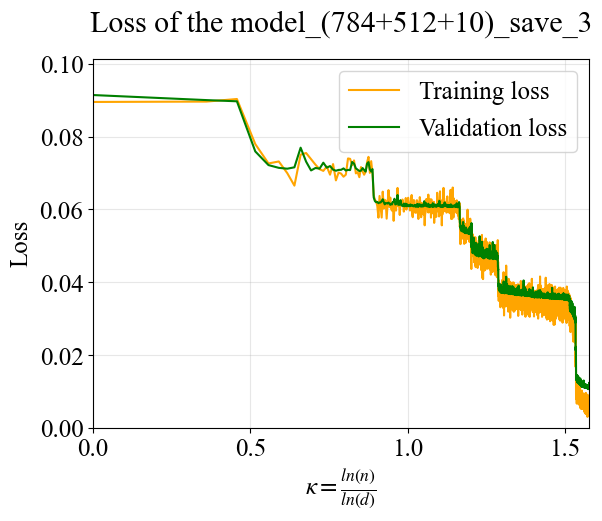 Loss of the model_(784+512+10)_save_3
0.10
0.08
0.06
0.04
0.02
0.00
Loss
Training loss
Validation loss
0.0 0.5 1.0 1.5
κ = ln(n)/ln(d)